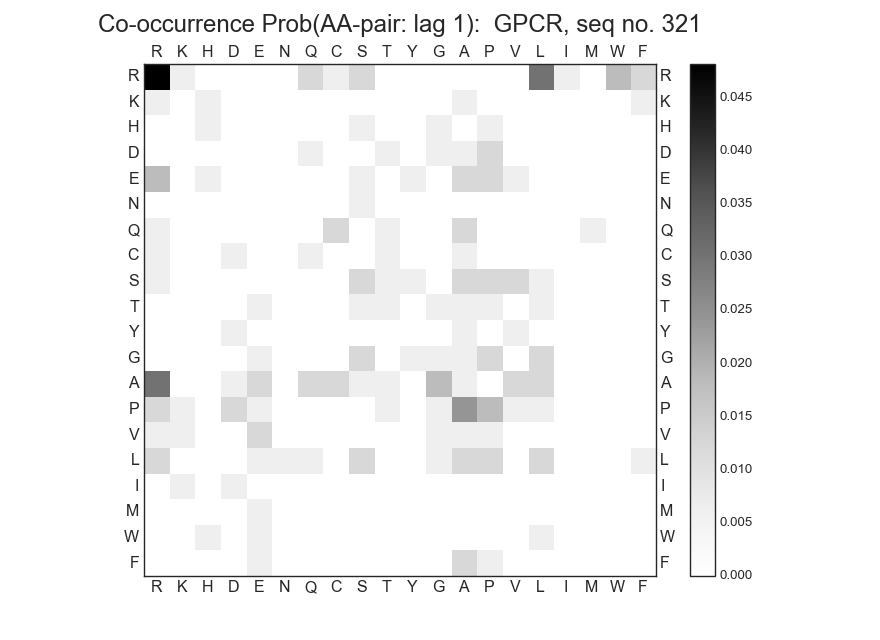 Co-occurrence Prob(AA-pair: lag 1):  GPCR, seq no. 321
R K H D E N Q C S T Y G A P V L I M W F
R R
K K
H H
D D
E E
N N
Q Q
C C
S S
T T
Y Y
G G
A A
P P
V V
L L
I I
M M
W W
F F
R K H D E N Q C S T Y G A P V L I M W F
0.045
0.040
0.035
0.030
0.025
0.020
0.015
0.010
0.005
0.000